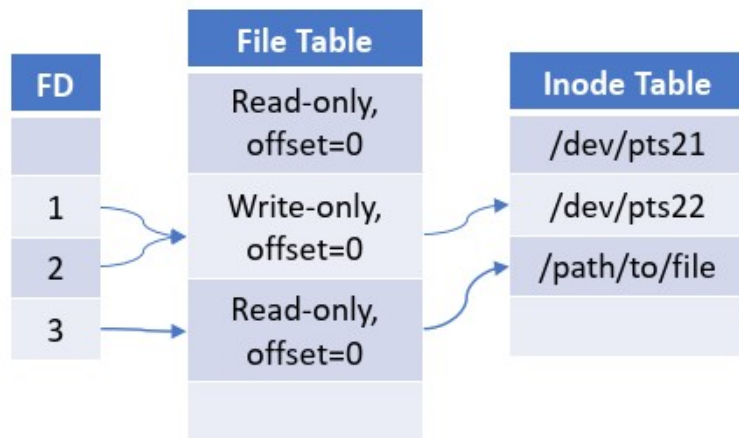 FD
1
2
3
File Table
Read-only,
offset=0
Write-only,
offset=0
Read-only,
offset=0
Inode Table
/dev/pts21
/dev/pts22
/path/to/file